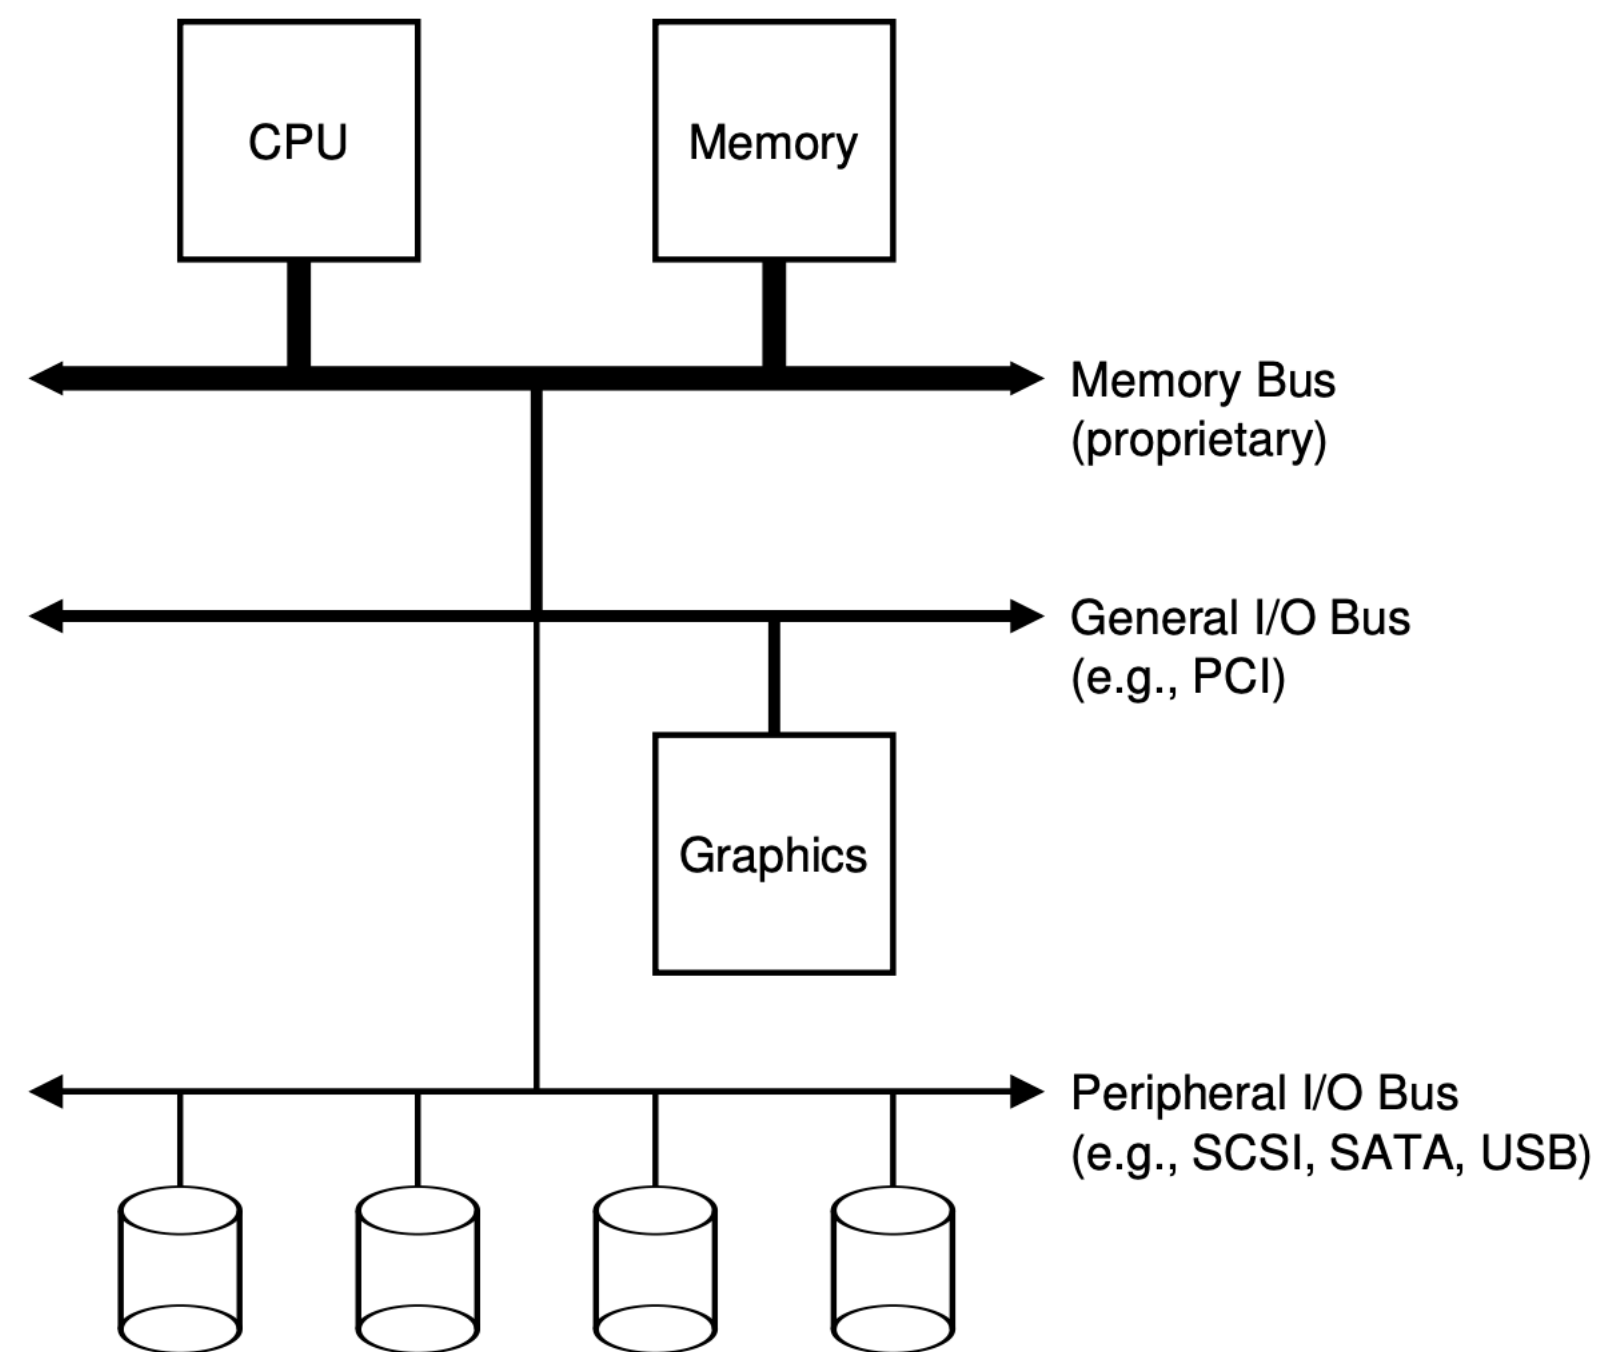 CPU
Memory
Memory Bus
(proprietary)
General I/O Bus
(e.g., PCI)
Graphics
Peripheral I/O Bus
(e.g., SCSI, SATA, USB)